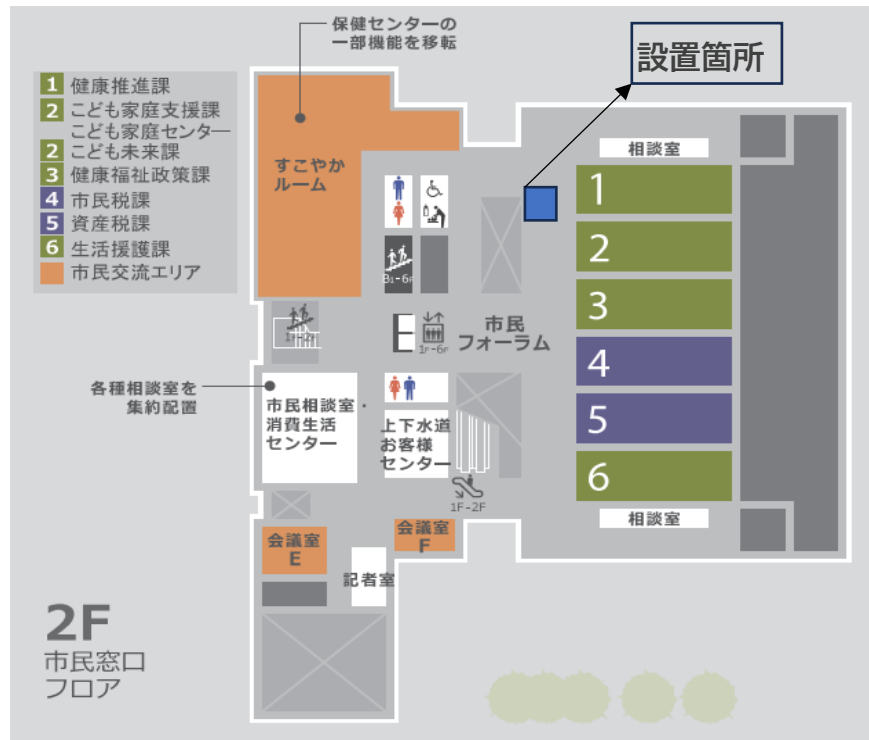 保健センターの
一部機能を移転
設置箇所
1 健康推進課
2 こども家庭支援課
こども家庭センター
2 こども未来課
3 健康福祉政策課
4 市民税課
5 資産税課
6 生活援護課
市民交流エリア
すこやか
ルーム
相談室
1
2
3
4
5
6
相談室
B1-6F
1F-2F
1F-6F
市民
フォーラム
各種相談室を
集約配置
市民相談室・
消費生活
センター
上下水道
お客様
センター
1F-2F
会議室
E
会議室
F
記者室
2F
市民窓口
フロア